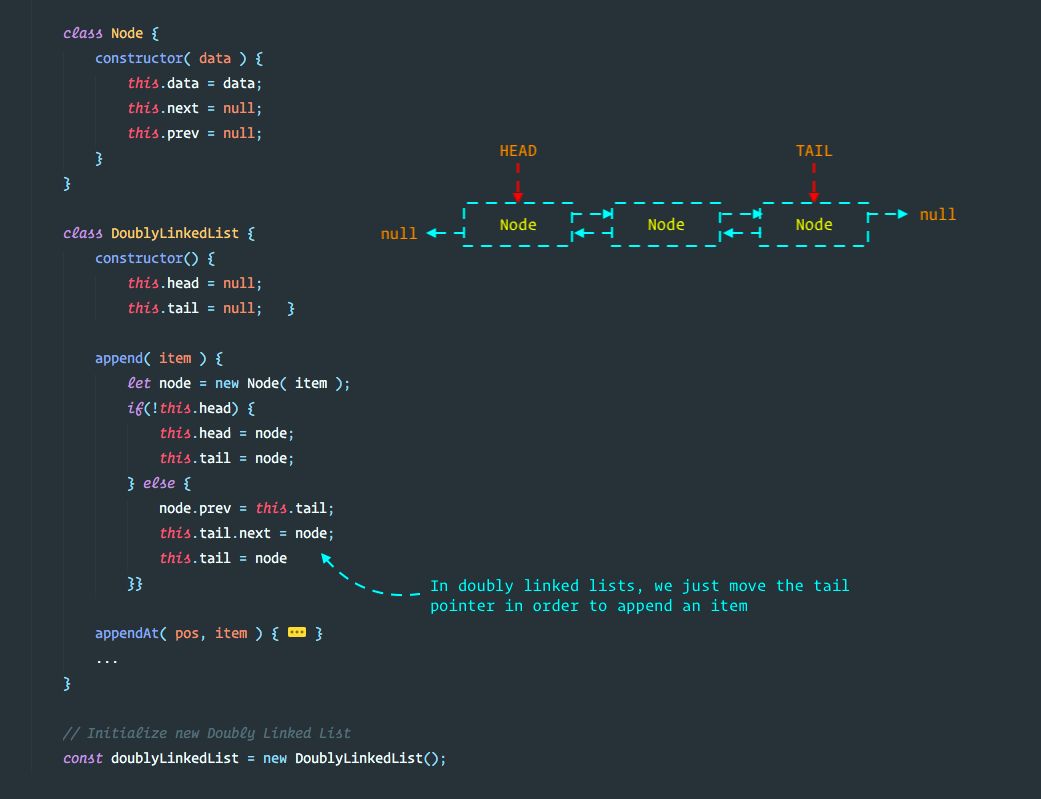 class Node {
constructor( data ) {
this.data = data;
this.next = null;
this.prev = null;
}
}
HEAD
TAIL
null
Node
Node
Node
null
class DoublyLinkedList {
constructor() {
this.head = null;
this.tail = null; }
append( item ) {
let node = new Node( item );
if(!this.head) {
this.head = node;
this.tail = node;
} else {
node.prev = this.tail;
this.tail.next = node;
this.tail = node
}}
In doubly linked lists, we just move the tail
pointer in order to append an item
appendAt( pos, item ) { ••• }
...
}
// Initialize new Doubly Linked List
const doublyLinkedList = new DoublyLinkedList();